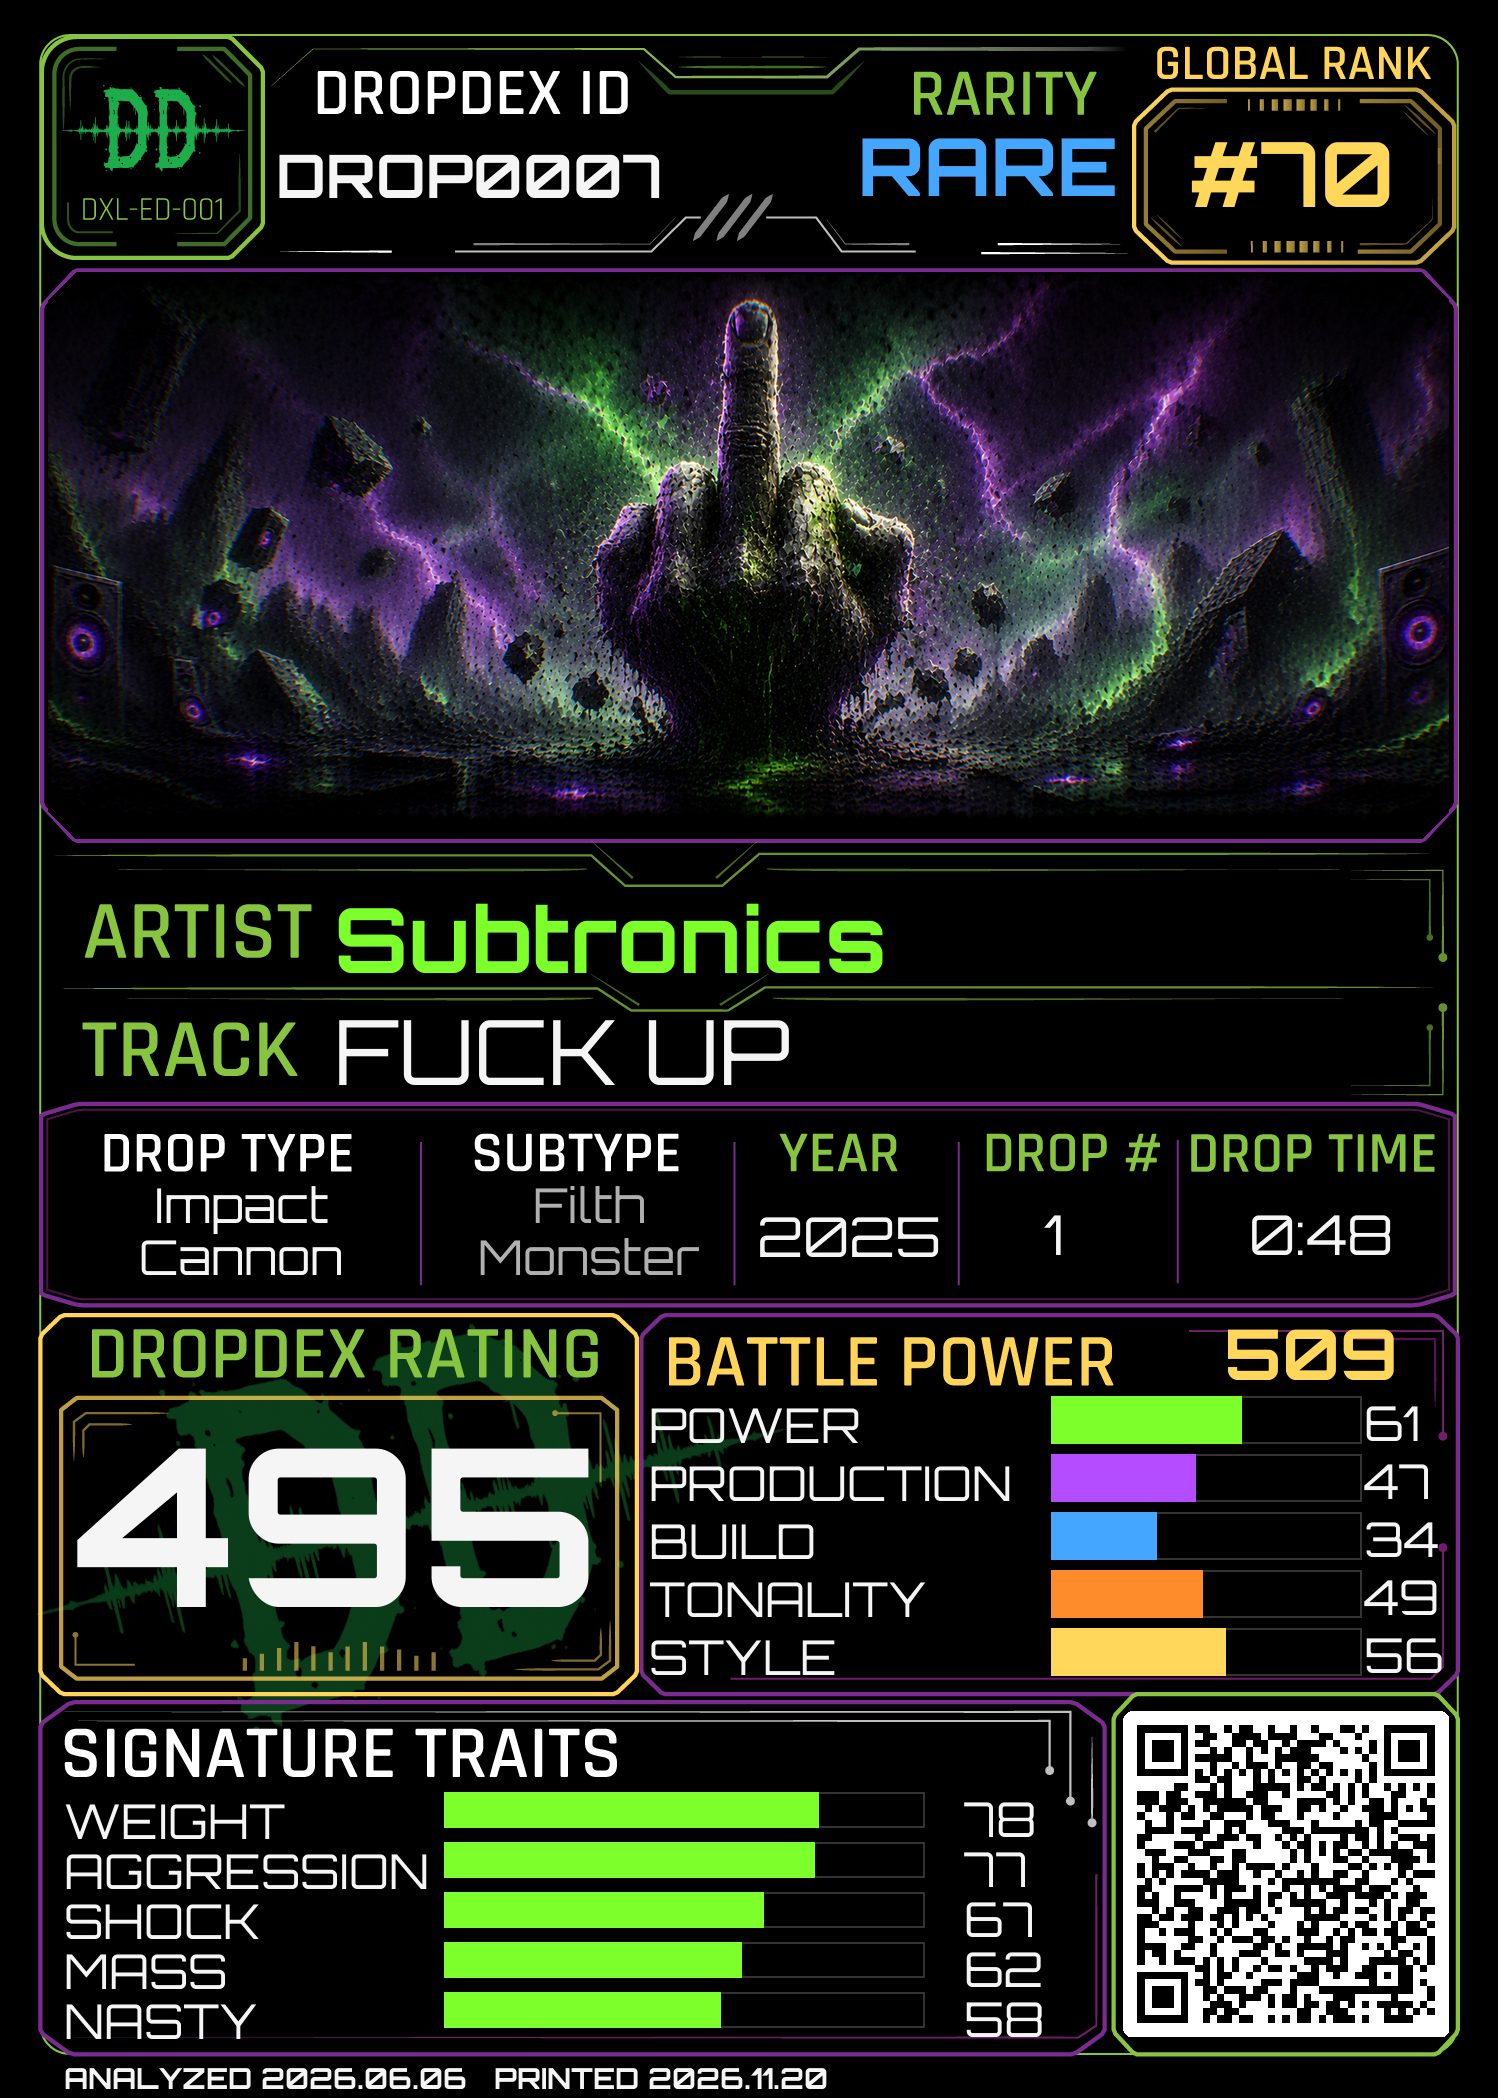 DD
DXL-ED-001
DROPDEX ID
DROP0007
RARITY
RARE
GLOBAL RANK
#70
ARTIST Subtronics
TRACK FUCK UP
DROP TYPE
Impact
Cannon
SUBTYPE
Filth
Monster
YEAR
2025
DROP #
1
DROP TIME
0:48
DROPDEX RATING
495
BATTLE POWER 509
POWER 61
PRODUCTION 47
BUILD 34
TONALITY 49
STYLE 56
SIGNATURE TRAITS
WEIGHT 78
AGGRESSION 77
SHOCK 67
MASS 62
NASTY 58
ANALYZED 2026.06.06 PRINTED 2026.11.20